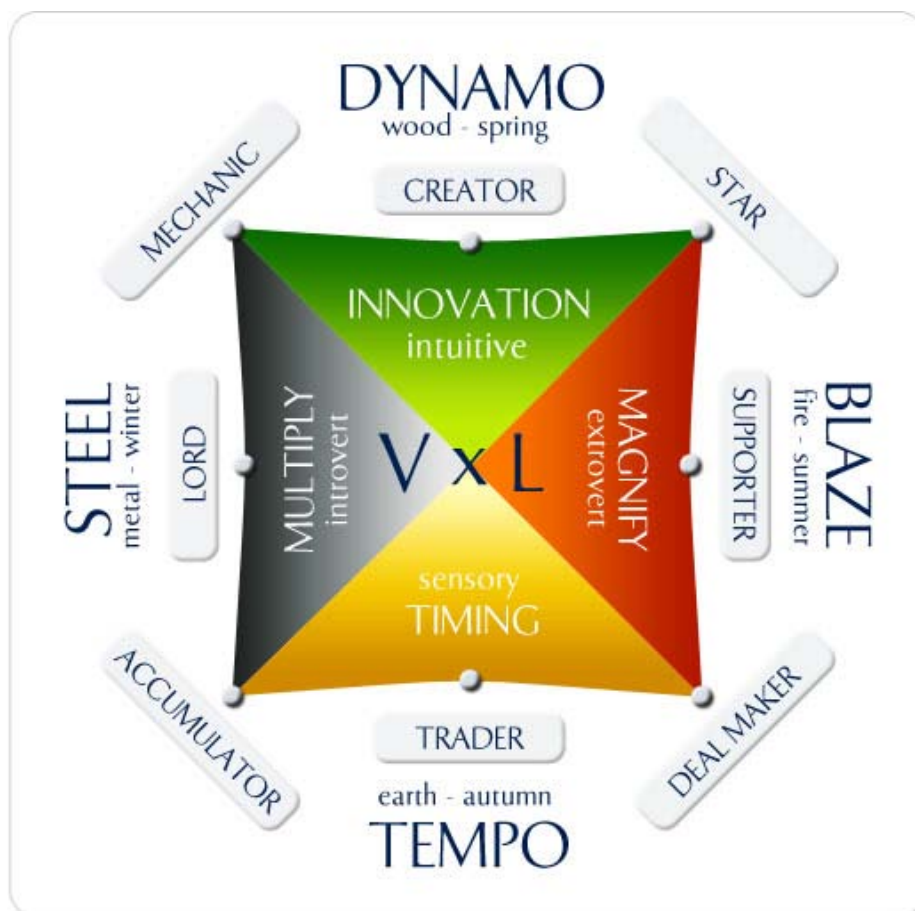 DYNAMO
wood - spring
MECHANIC
CREATOR
STAR
INNOVATION
intuitive
STEEL
metal - winter
LORD
MULTIPLY
introvert
V x L
MAGNIFY
extrovert
SUPPORTER
BLAZE
fire - summer
sensory
TIMING
ACCUMULATOR
TRADER
DEAL MAKER
earth - autumn
TEMPO